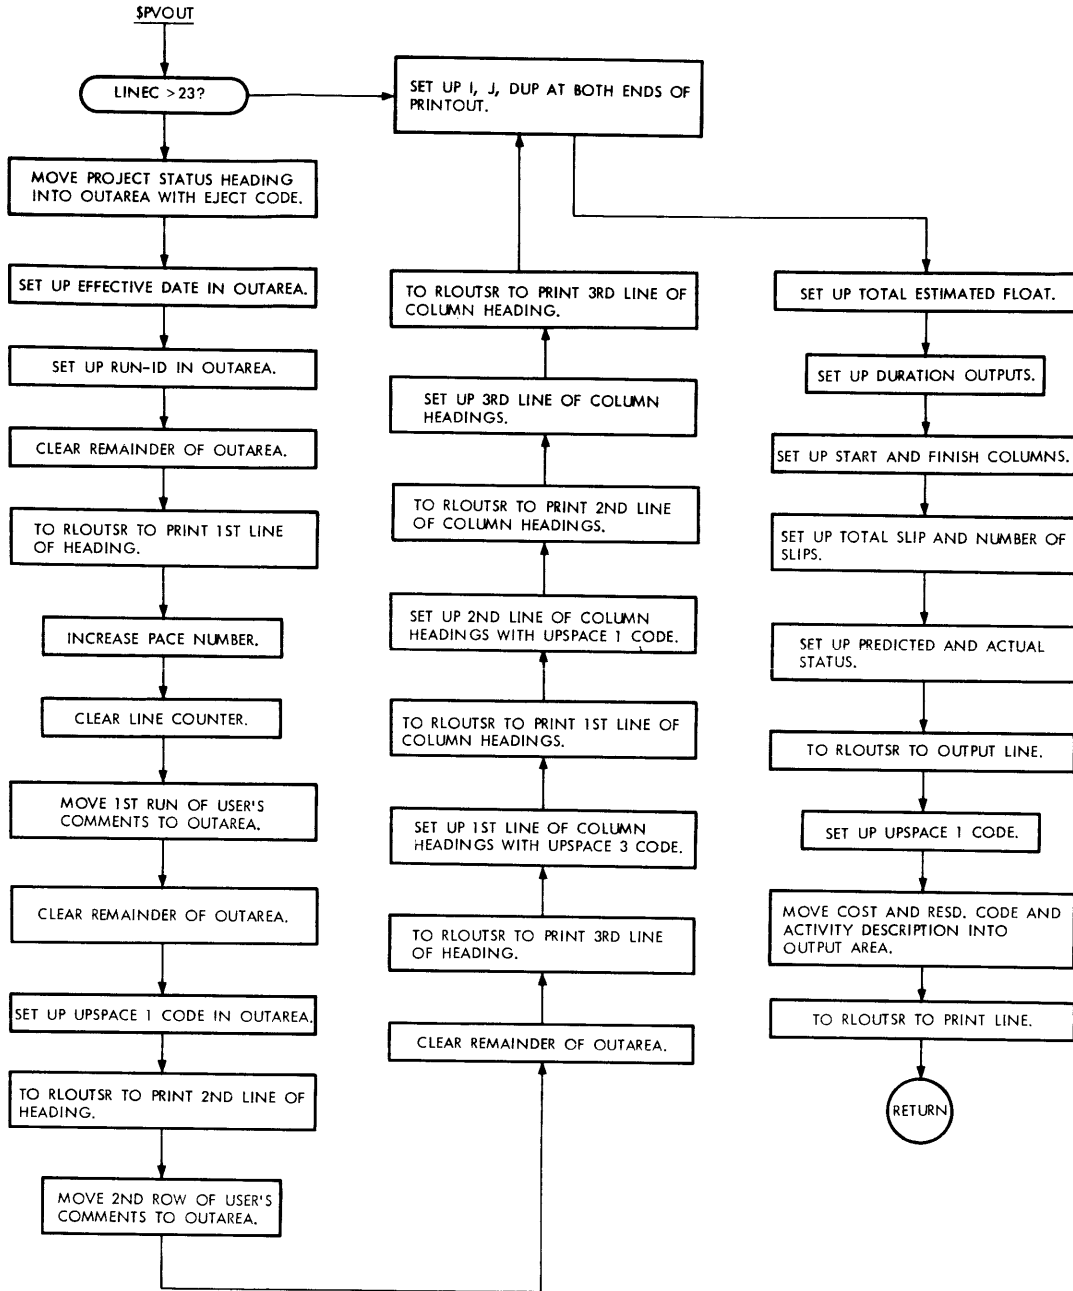 $PVOUT
LINEC >23?
MOVE PROJECT STATUS HEADING
INTO OUTAREA WITH EJECT CODE.
SET UP EFFECTIVE DATE IN OUTAREA.
SET UP RUN-ID IN OUTAREA.
CLEAR REMAINDER OF OUTAREA.
TO RLOUTSR TO PRINT 1ST LINE
OF HEADING.
INCREASE PACE NUMBER.
CLEAR LINE COUNTER.
MOVE 1ST RUN OF USER'S
COMMENTS TO OUTAREA.
CLEAR REMAINDER OF OUTAREA.
SET UP UPSPACE 1 CODE IN OUTAREA.
TO RLOUTSR TO PRINT 2ND LINE OF
HEADING.
MOVE 2ND ROW OF USER'S
COMMENTS TO OUTAREA.
CLEAR REMAINDER OF OUTAREA.
TO RLOUTSR TO PRINT 3RD LINE
OF HEADING.
SET UP 1ST LINE OF COLUMN
HEADINGS WITH UPSPACE 3 CODE.
TO RLOUTSR TO PRINT 1ST LINE OF
COLUMN HEADINGS.
SET UP 2ND LINE OF COLUMN
HEADINGS WITH UPSPACE 1 CODE.
TO RLOUTSR TO PRINT 2ND LINE
OF COLUMN HEADINGS.
SET UP 3RD LINE OF COLUMN
HEADINGS.
TO RLOUTSR TO PRINT 3RD LINE OF
COLUMN HEADING.
SET UP I, J, DUP AT BOTH ENDS OF
PRINTOUT.
SET UP TOTAL ESTIMATED FLOAT.
SET UP DURATION OUTPUTS.
SET UP START AND FINISH COLUMNS.
SET UP TOTAL SLIP AND NUMBER OF
SLIPS.
SET UP PREDICTED AND ACTUAL
STATUS.
TO RLOUTSR TO OUTPUT LINE.
SET UP UPSPACE 1 CODE.
MOVE COST AND RESD. CODE AND
ACTIVITY DESCRIPTION INTO
OUTPUT AREA.
TO RLOUTSR TO PRINT LINE.
RETURN